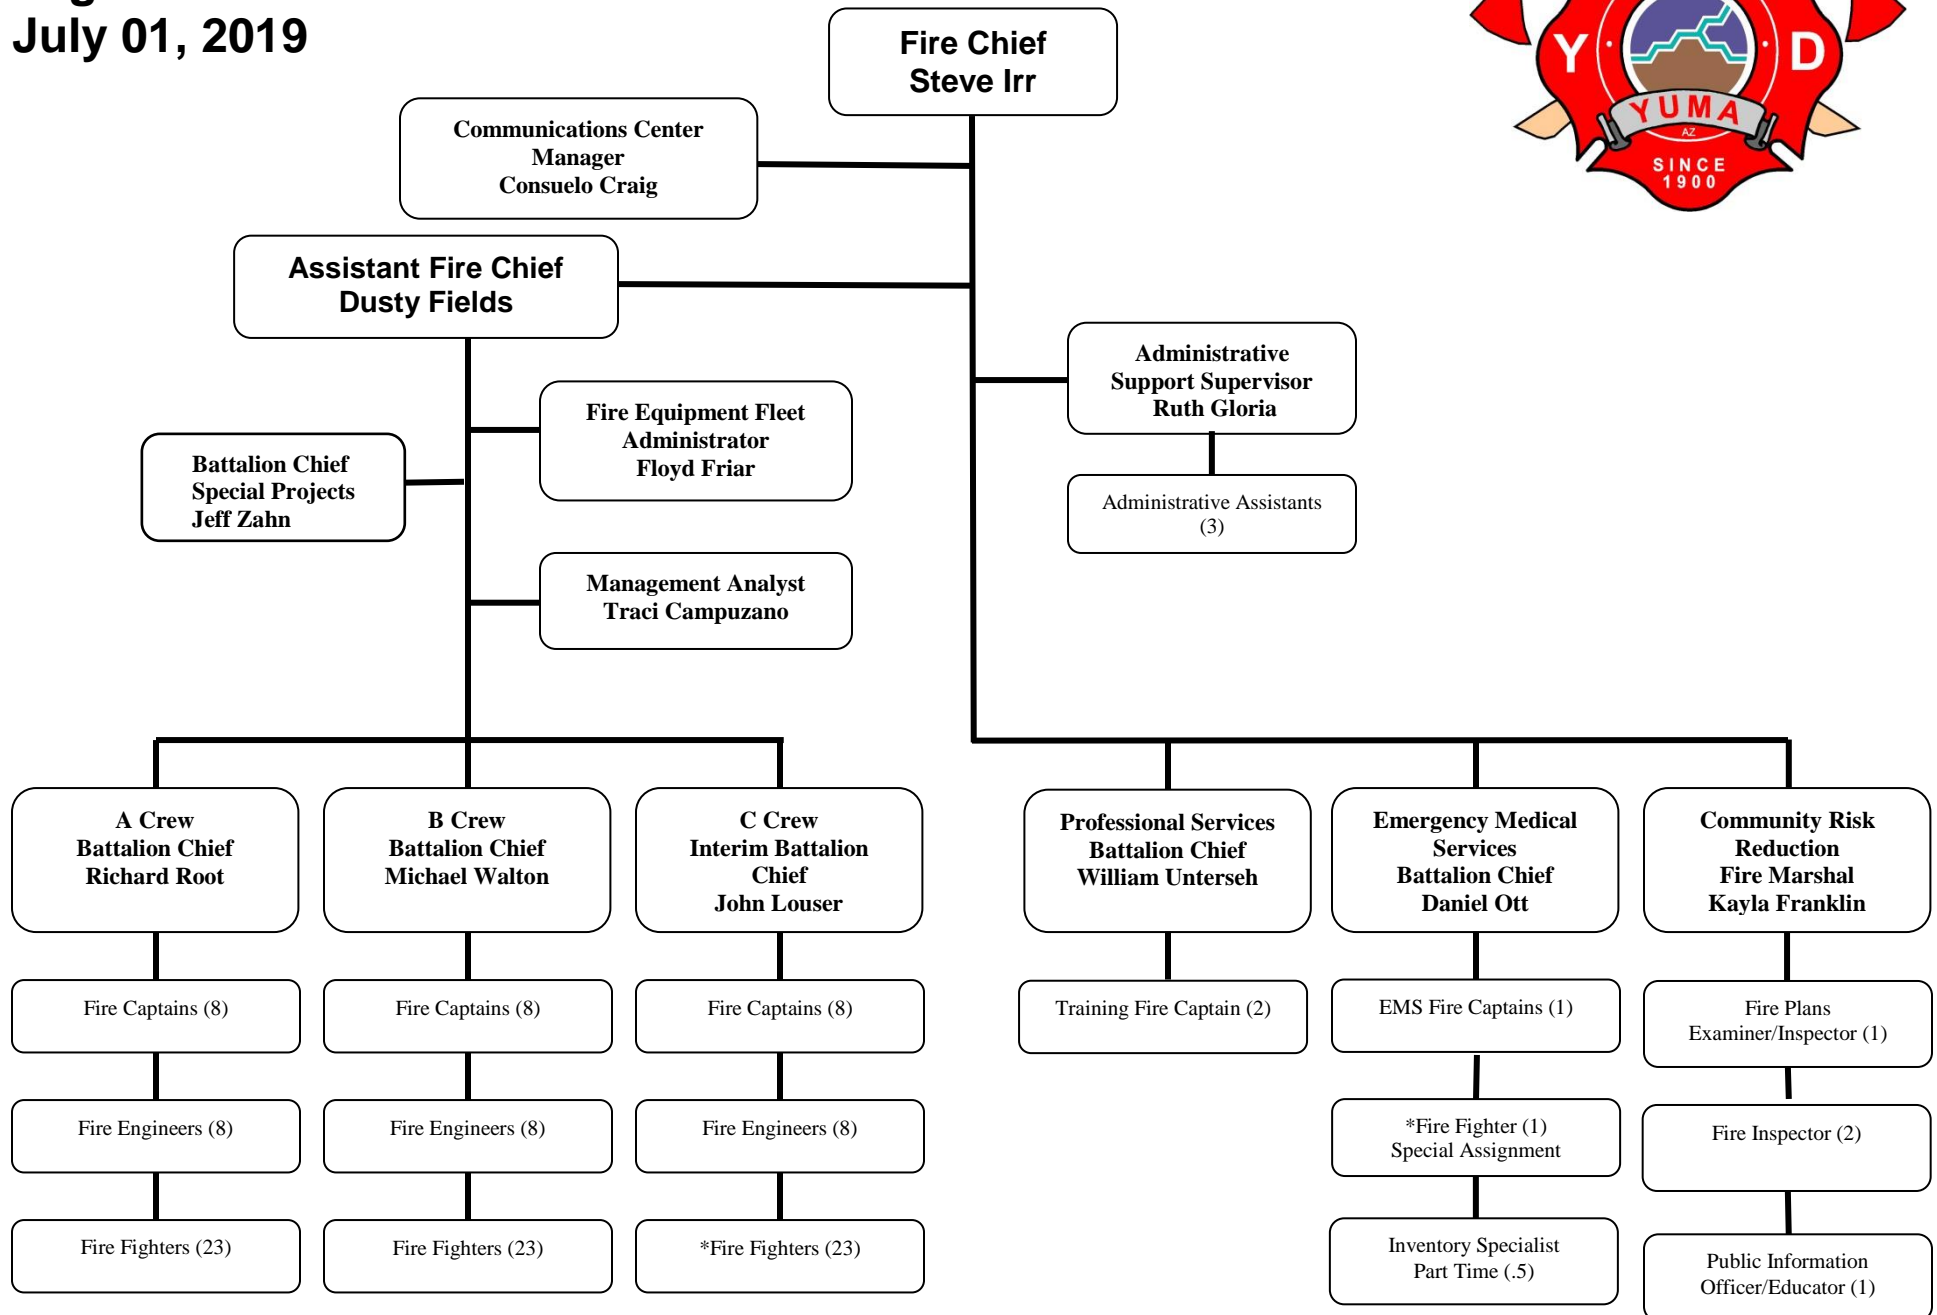 July 01, 2019
Fire Chief
Steve Irr
Y
D
YUMA
AZ
SINCE
1900
Communications Center
Manager
Consuelo Craig
Assistant Fire Chief
Dusty Fields
Administrative
Support Supervisor
Ruth Gloria
Administrative Assistants
(3)
Fire Equipment Fleet
Administrator
Floyd Friar
Battalion Chief
Special Projects
Jeff Zahn
Management Analyst
Traci Campuzano
A Crew
Battalion Chief
Richard Root
Fire Captains (8)
Fire Engineers (8)
Fire Fighters (23)
B Crew
Battalion Chief
Michael Walton
Fire Captains (8)
Fire Engineers (8)
Fire Fighters (23)
C Crew
Interim Battalion
Chief
John Louser
Fire Captains (8)
Fire Engineers (8)
*Fire Fighters (23)
Professional Services
Battalion Chief
William Unterseh
Training Fire Captain (2)
Emergency Medical
Services
Battalion Chief
Daniel Ott
EMS Fire Captains (1)
*Fire Fighter (1)
Special Assignment
Inventory Specialist
Part Time (.5)
Community Risk
Reduction
Fire Marshal
Kayla Franklin
Fire Plans
Examiner/Inspector (1)
Fire Inspector (2)
Public Information
Officer/Educator (1)